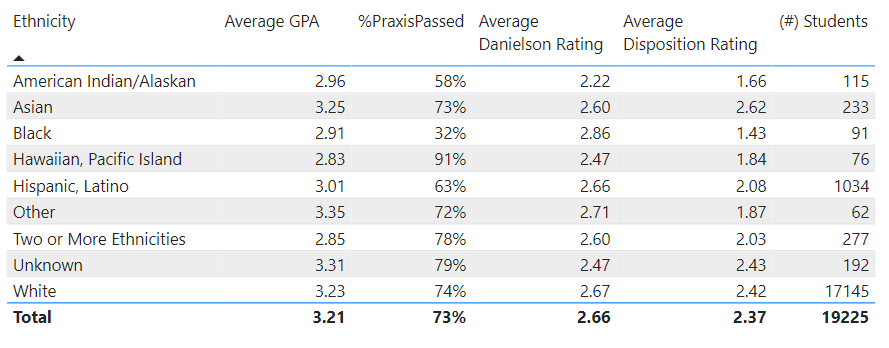 Ethnicity Average GPA %PraxisPassed Average Danielson Rating Average Disposition Rating (#) Students
American Indian/Alaskan 2.96 58% 2.22 1.66 115
Asian 3.25 73% 2.60 2.62 233
Black 2.91 32% 2.86 1.43 91
Hawaiian, Pacific Island 2.83 91% 2.47 1.84 76
Hispanic, Latino 3.01 63% 2.66 2.08 1034
Other 3.35 72% 2.71 1.87 62
Two or More Ethnicities 2.85 78% 2.60 2.03 277
Unknown 3.31 79% 2.47 2.43 192
White 3.23 74% 2.67 2.42 17145
Total 3.21 73% 2.66 2.37 19225